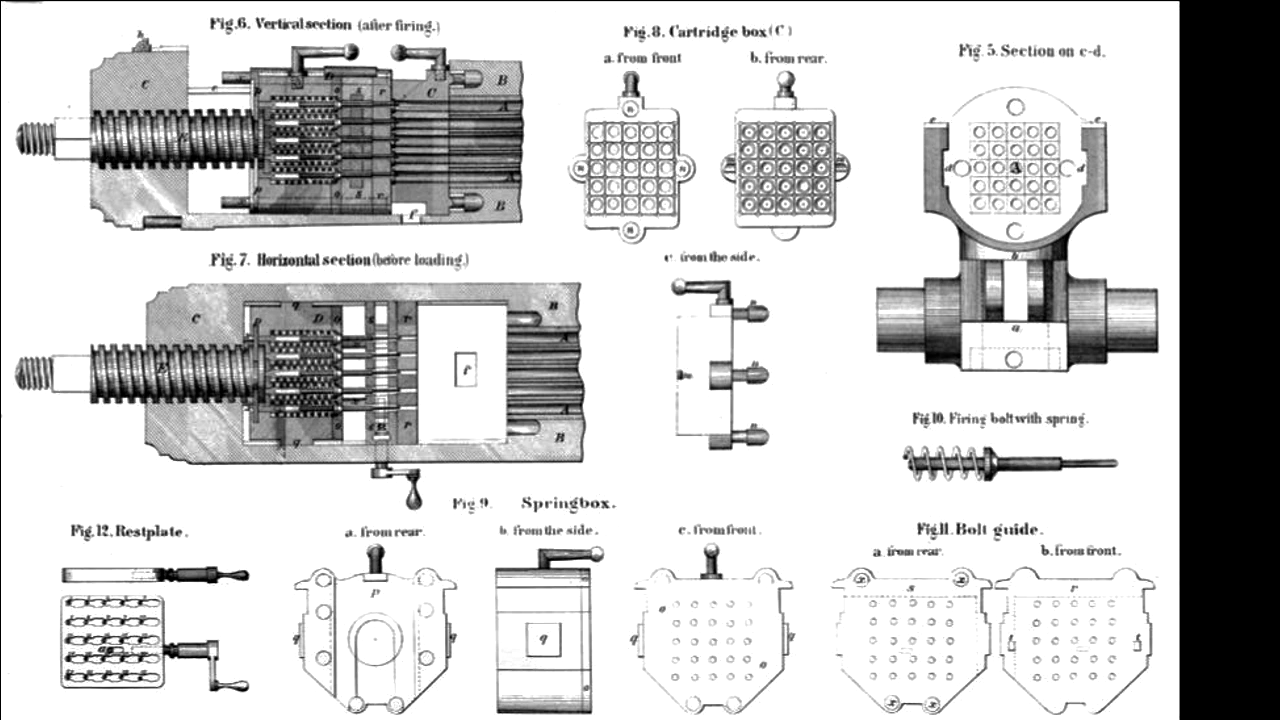 Fig.6. Vertical section (after firing.)
Fig.8. Cartridge box (C)
a. from front
b. from rear.
Fig. 5. Section on c-d.
h
C
B
e
p
o
s
r
C
A
E
A
p
o
s
r
B
f
n
n
n
n
e
e
d
A
d
b
a
Fig.7. Horizontal section (before loading.)
c. from the side.
q
C
P
D
o
s
r
B
A
E
f
A
q
o
r
B
n
n
n
Fig.10. Firing bolt with spring.
Fig.9. Springbox.
Fig.12. Restplate.
a. from rear.
b. from the side.
c. from front.
Fig.11. Bolt guide.
a. from rear.
b. from front.
p
q
q
q
o
q
q
o
x
x
s
x
x
r
t
t